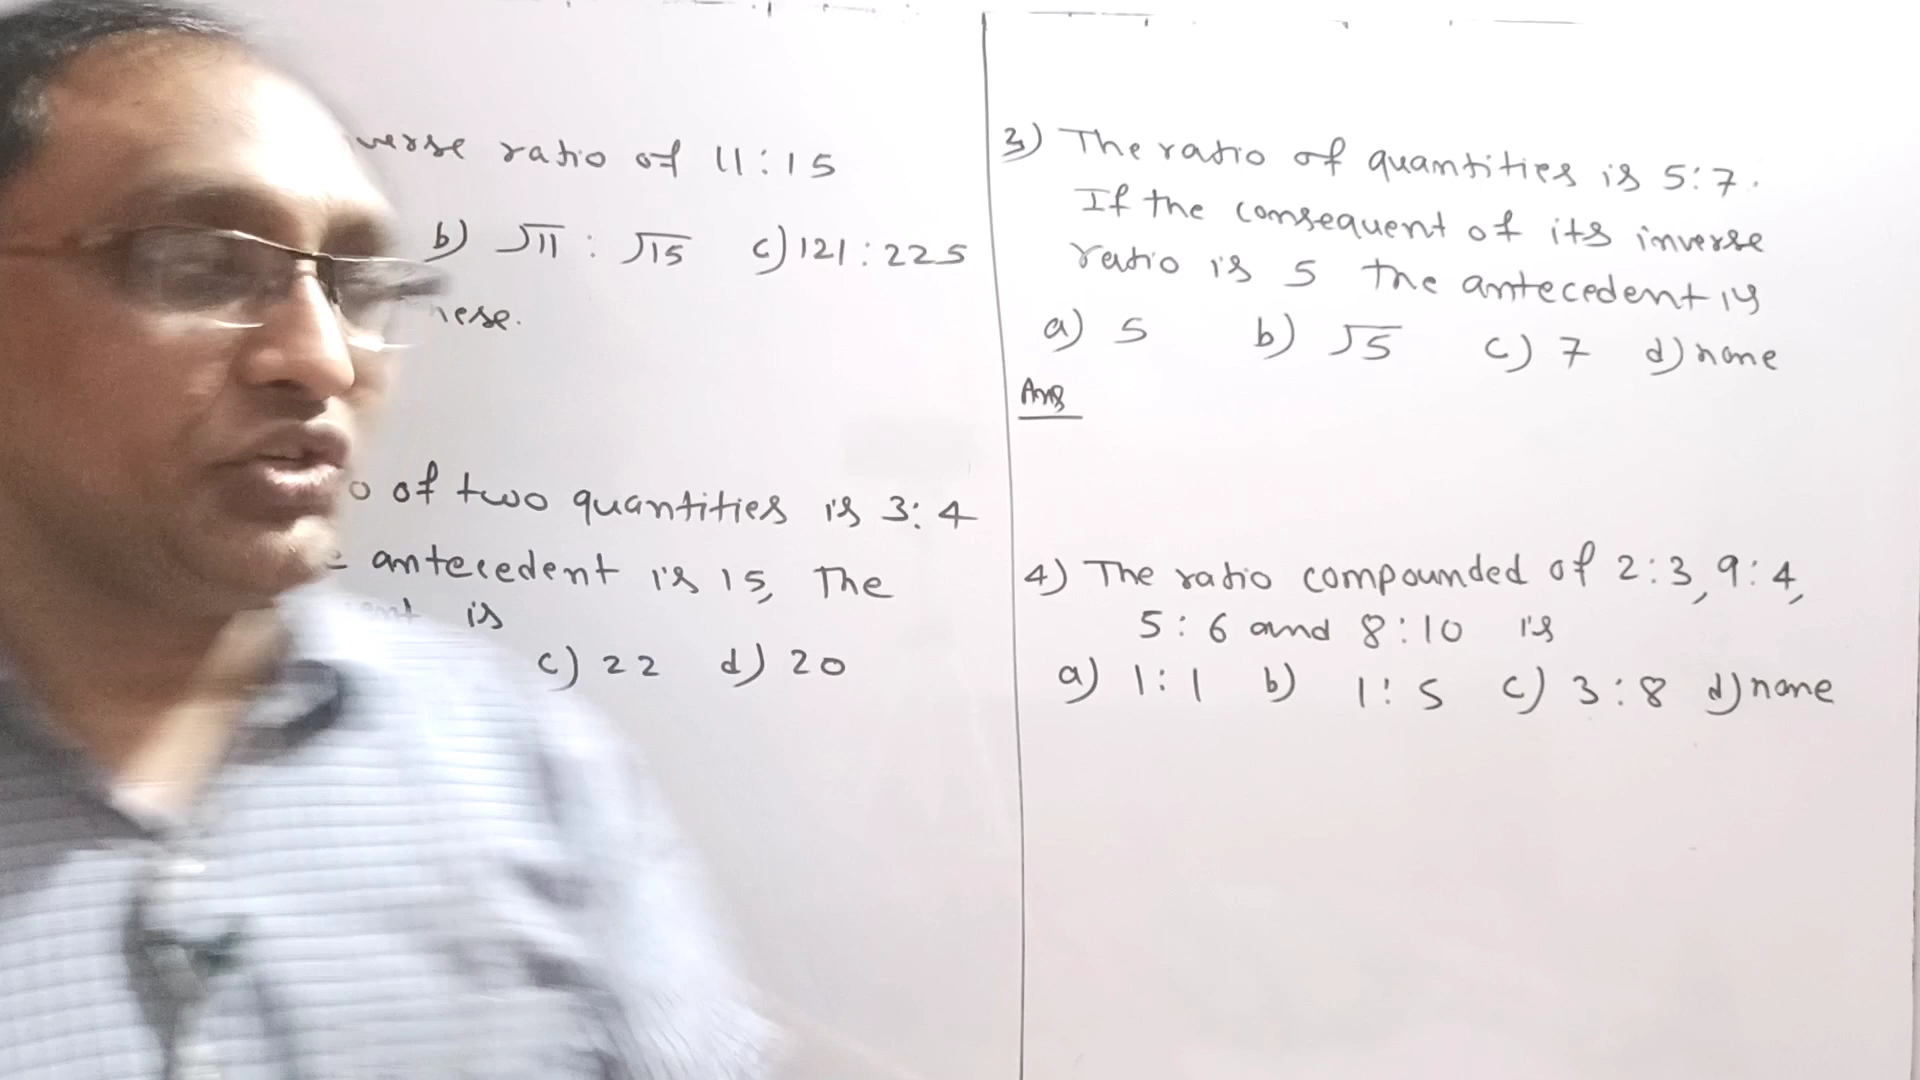 ratio of 11:15
b) √11 : √15 c) 121 : 225
of two quantities is 3:4
antecedent is 15, The
is
c) 22 d) 20
3) The ratio of quantities is 5:7.
If the consequent of its inverse
ratio is 5 the antecedent is
a) 5 b) √5 c) 7 d) none
Ans
4) The ratio compounded of 2:3, 9:4,
5:6 and 8:10 is
a) 1:1 b) 1:5 c) 3:8 d) none